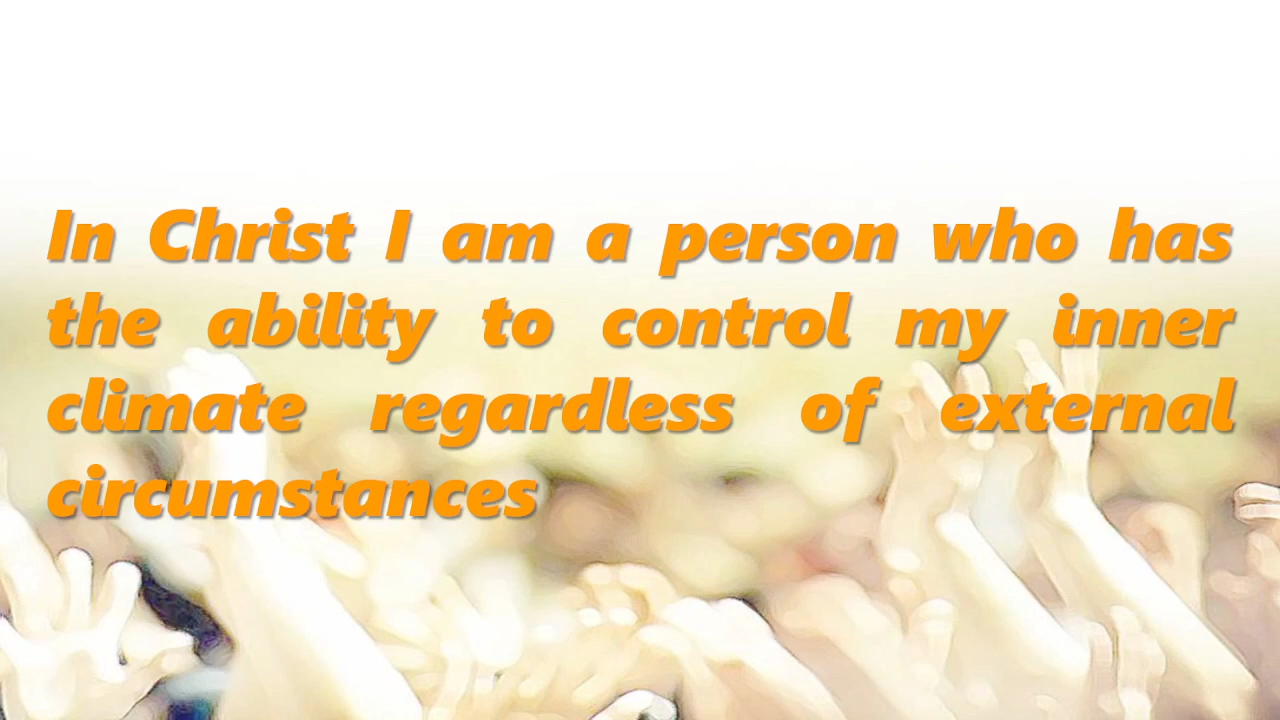 In Christ I am a person who has
the ability to control my inner
climate regardless of external
circumstances